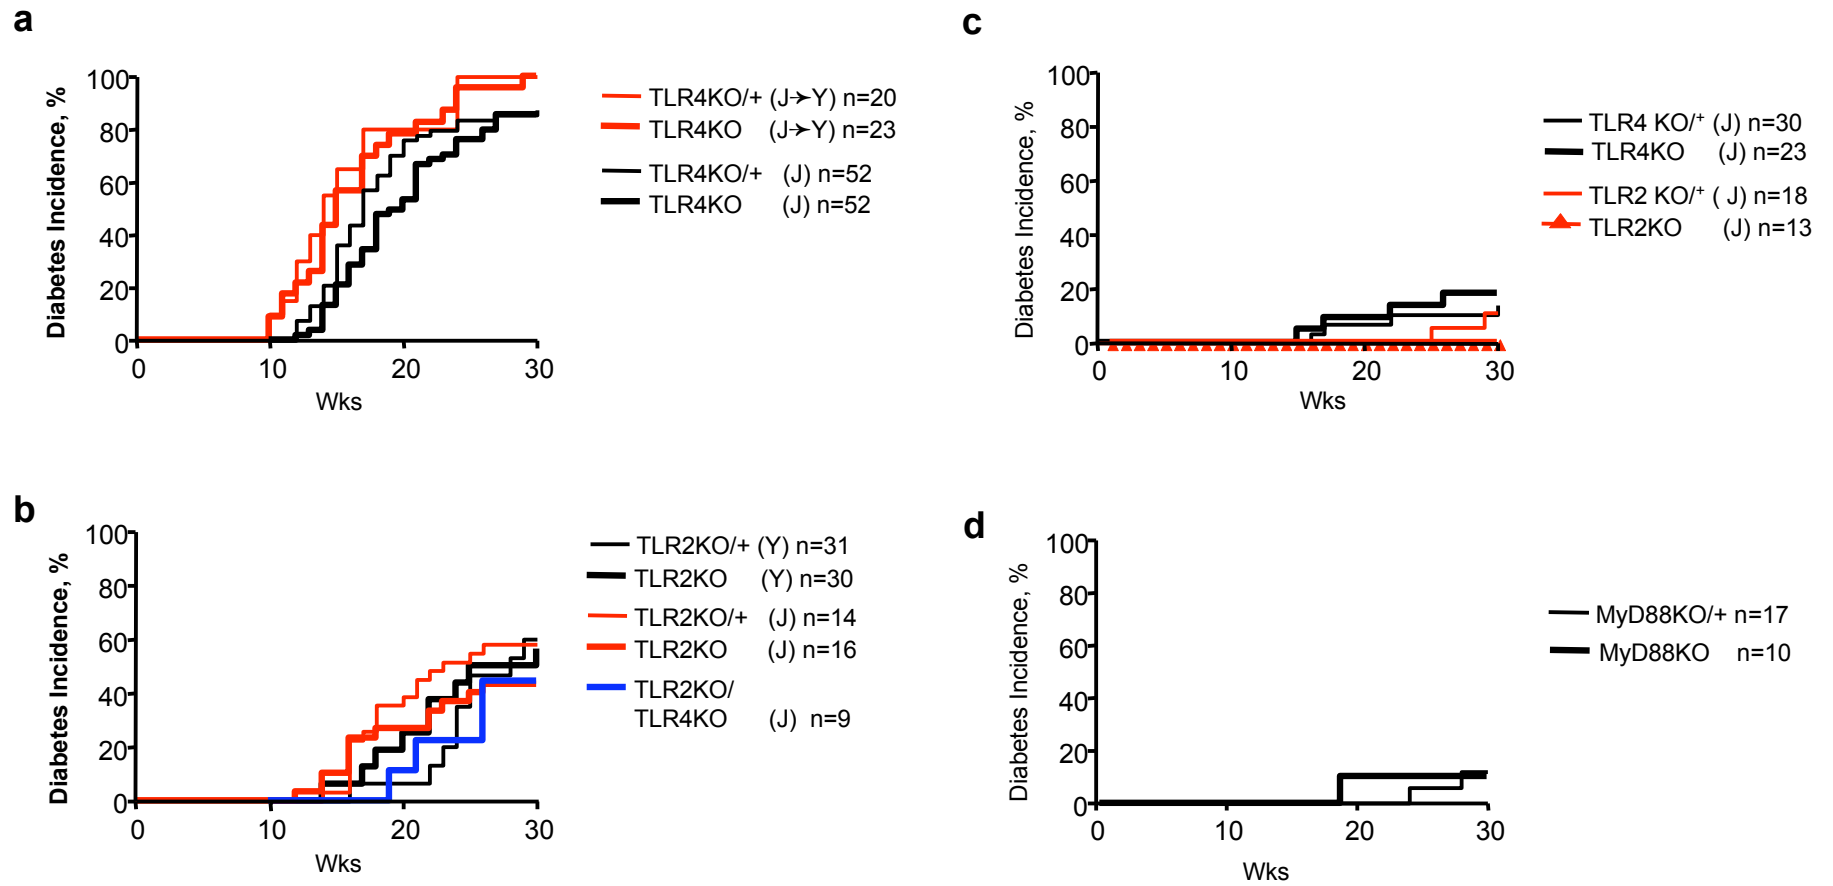 a
100
80
60
40
20
0
Diabetes Incidence, %
0 10 20 30
Wks
TLR4KO/+ (J➔Y) n=20
TLR4KO (J➔Y) n=23
TLR4KO/+ (J) n=52
TLR4KO (J) n=52
b
100
80
60
40
20
0
Diabetes Incidence, %
0 10 20 30
Wks
TLR2KO/+ (Y) n=31
TLR2KO (Y) n=30
TLR2KO/+ (J) n=14
TLR2KO (J) n=16
TLR2KO/
TLR4KO (J) n=9
c
100
80
60
40
20
0
Diabetes Incidence, %
0 10 20 30
Wks
TLR4 KO/⁺ (J) n=30
TLR4KO (J) n=23
TLR2 KO/⁺ ( J) n=18
TLR2KO (J) n=13
d
100
80
60
40
20
0
Diabetes Incidence, %
0 10 20 30
Wks
MyD88KO/+ n=17
MyD88KO n=10